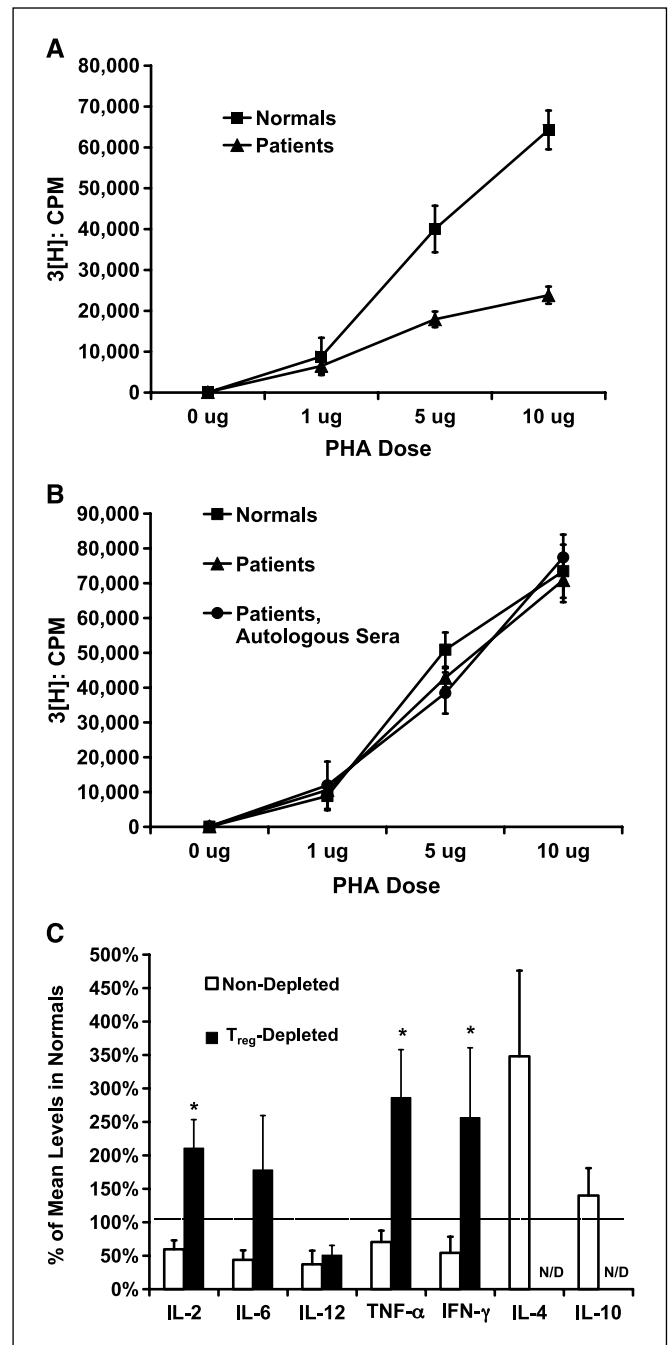 A
80,000
70,000
60,000
50,000
40,000
30,000
20,000
10,000
0
3[H]: CPM
Normals
Patients
0 ug 1 ug 5 ug 10 ug
PHA Dose
B
90,000
80,000
70,000
60,000
50,000
40,000
30,000
20,000
10,000
0
3[H]: CPM
Normals
Patients
Patients,
Autologous Sera
0 ug 1 ug 5 ug 10 ug
PHA Dose
C
500%
450%
400%
350%
300%
250%
200%
150%
100%
50%
0%
% of Mean Levels in Normals
Non-Depleted
Treg-Depleted
* * *
N/D N/D
IL-2 IL-6 IL-12 TNF-α IFN-γ IL-4 IL-10